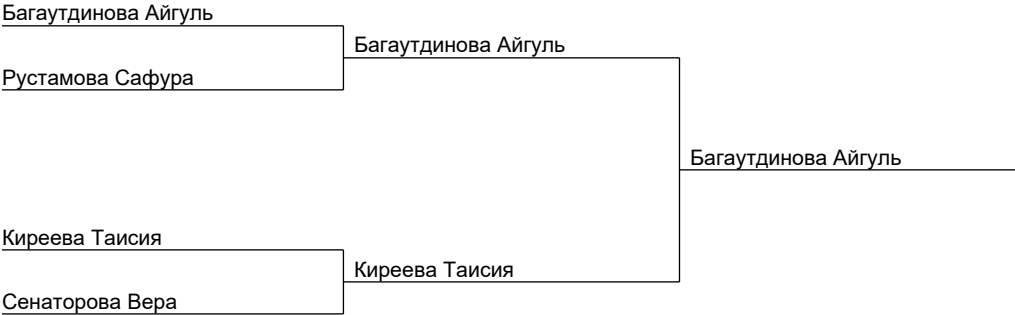 Багаутдинова Айгуль
Багаутдинова Айгуль
Рустамова Сафура
Багаутдинова Айгуль
Киреева Таисия
Киреева Таисия
Сенаторова Вера